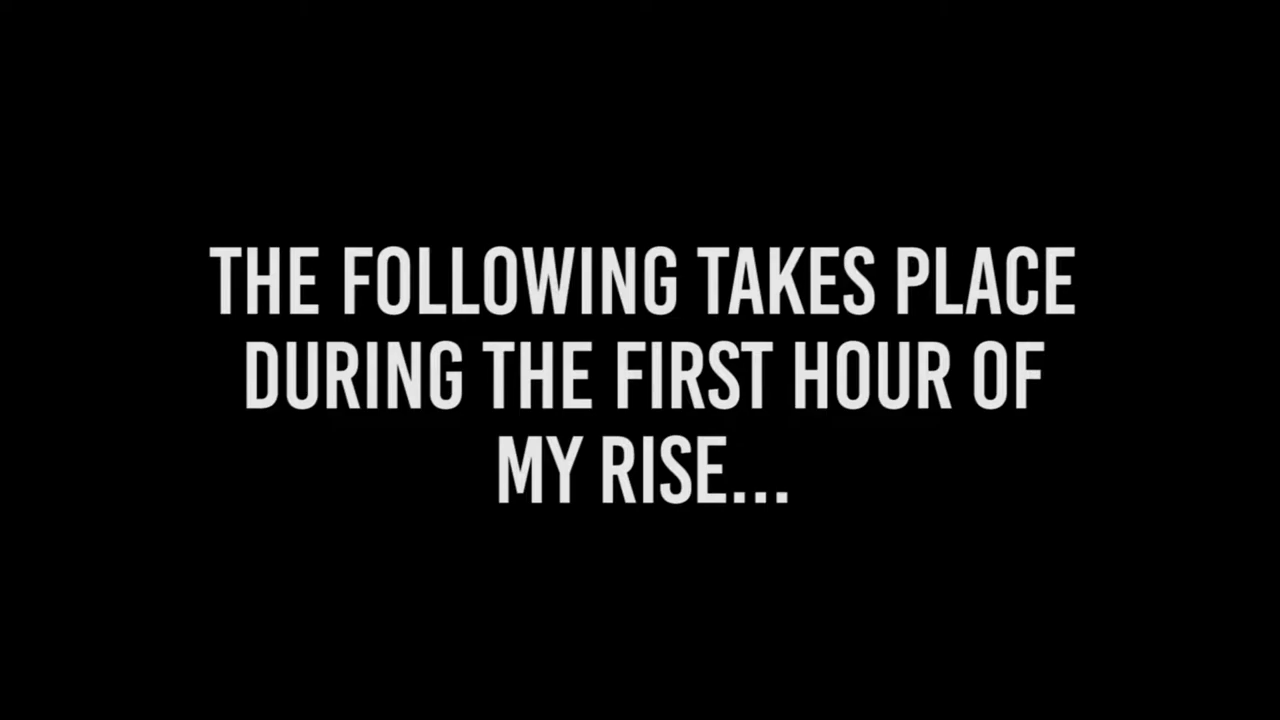 THE FOLLOWING TAKES PLACE
DURING THE FIRST HOUR OF
MY RISE...